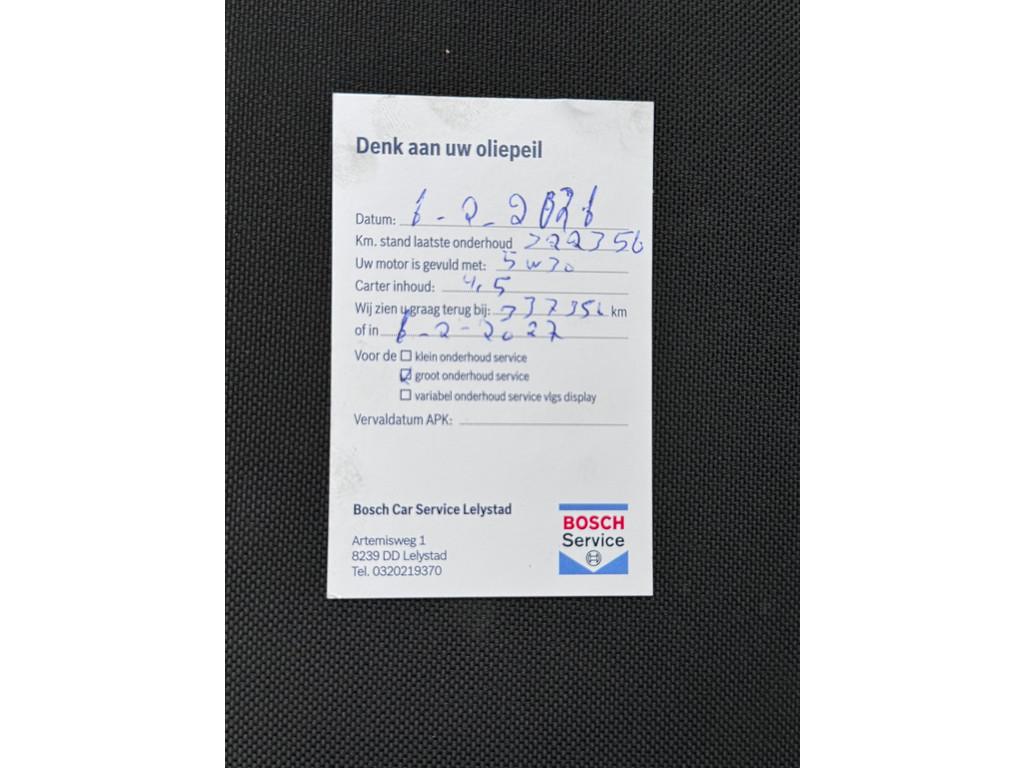 Denk aan uw oliepeil
Datum: 6-2-2026
Km. stand laatste onderhoud 322356
Uw motor is gevuld met: 5w30
Carter inhoud: 4,5
Wij zien u graag terug bij: 337356 km
of in 6-2-2027
Voor de ☐ klein onderhoud service
☑ groot onderhoud service
☐ variabel onderhoud service vlgs display
Vervaldatum APK:
Bosch Car Service Lelystad
Artemisweg 1
8239 DD Lelystad
Tel. 0320219370
BOSCH
Service